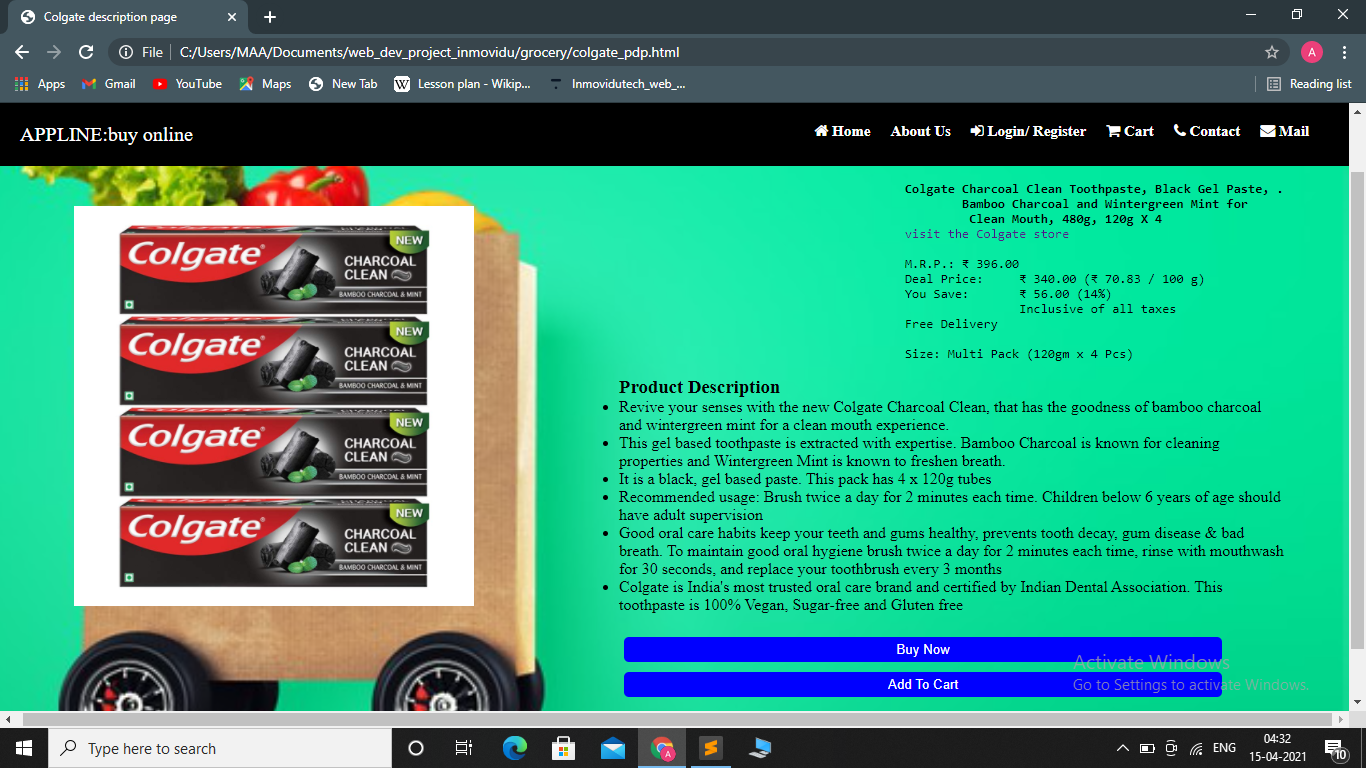 Colgate description page
File
C:/Users/MAA/Documents/web_dev_project_inmovidu/grocery/colgate_pdp.html
A
Apps
Gmail
YouTube
Maps
New Tab
W
Lesson plan - Wikip...
Inmovidutech_web_...
Reading list
APPLINE:buy online
Home
About Us
Login/ Register
Cart
Contact
Mail
Colgate
NEW
CHARCOAL
CLEAN
BAMBOO CHARCOAL & MINT
Colgate
NEW
CHARCOAL
CLEAN
BAMBOO CHARCOAL & MINT
Colgate
NEW
CHARCOAL
CLEAN
BAMBOO CHARCOAL & MINT
Colgate
NEW
CHARCOAL
CLEAN
BAMBOO CHARCOAL & MINT
Colgate Charcoal Clean Toothpaste, Black Gel Paste, .
Bamboo Charcoal and Wintergreen Mint for
Clean Mouth, 480g, 120g X 4
visit the Colgate store
M.R.P.: ₹ 396.00
Deal Price: ₹ 340.00 (₹ 70.83 / 100 g)
You Save: ₹ 56.00 (14%)
Inclusive of all taxes
Free Delivery
Size: Multi Pack (120gm x 4 Pcs)
Product Description
• Revive your senses with the new Colgate Charcoal Clean, that has the goodness of bamboo charcoal
and wintergreen mint for a clean mouth experience.
• This gel based toothpaste is extracted with expertise. Bamboo Charcoal is known for cleaning
properties and Wintergreen Mint is known to freshen breath.
• It is a black, gel based paste. This pack has 4 x 120g tubes
• Recommended usage: Brush twice a day for 2 minutes each time. Children below 6 years of age should
have adult supervision
• Good oral care habits keep your teeth and gums healthy, prevents tooth decay, gum disease & bad
breath. To maintain good oral hygiene brush twice a day for 2 minutes each time, rinse with mouthwash
for 30 seconds, and replace your toothbrush every 3 months
• Colgate is India's most trusted oral care brand and certified by Indian Dental Association. This
toothpaste is 100% Vegan, Sugar-free and Gluten free
Buy Now
Add To Cart
Activate Windows
Go to Settings to activate Windows.
Type here to search
A
ENG
04:32
15-04-2021
10